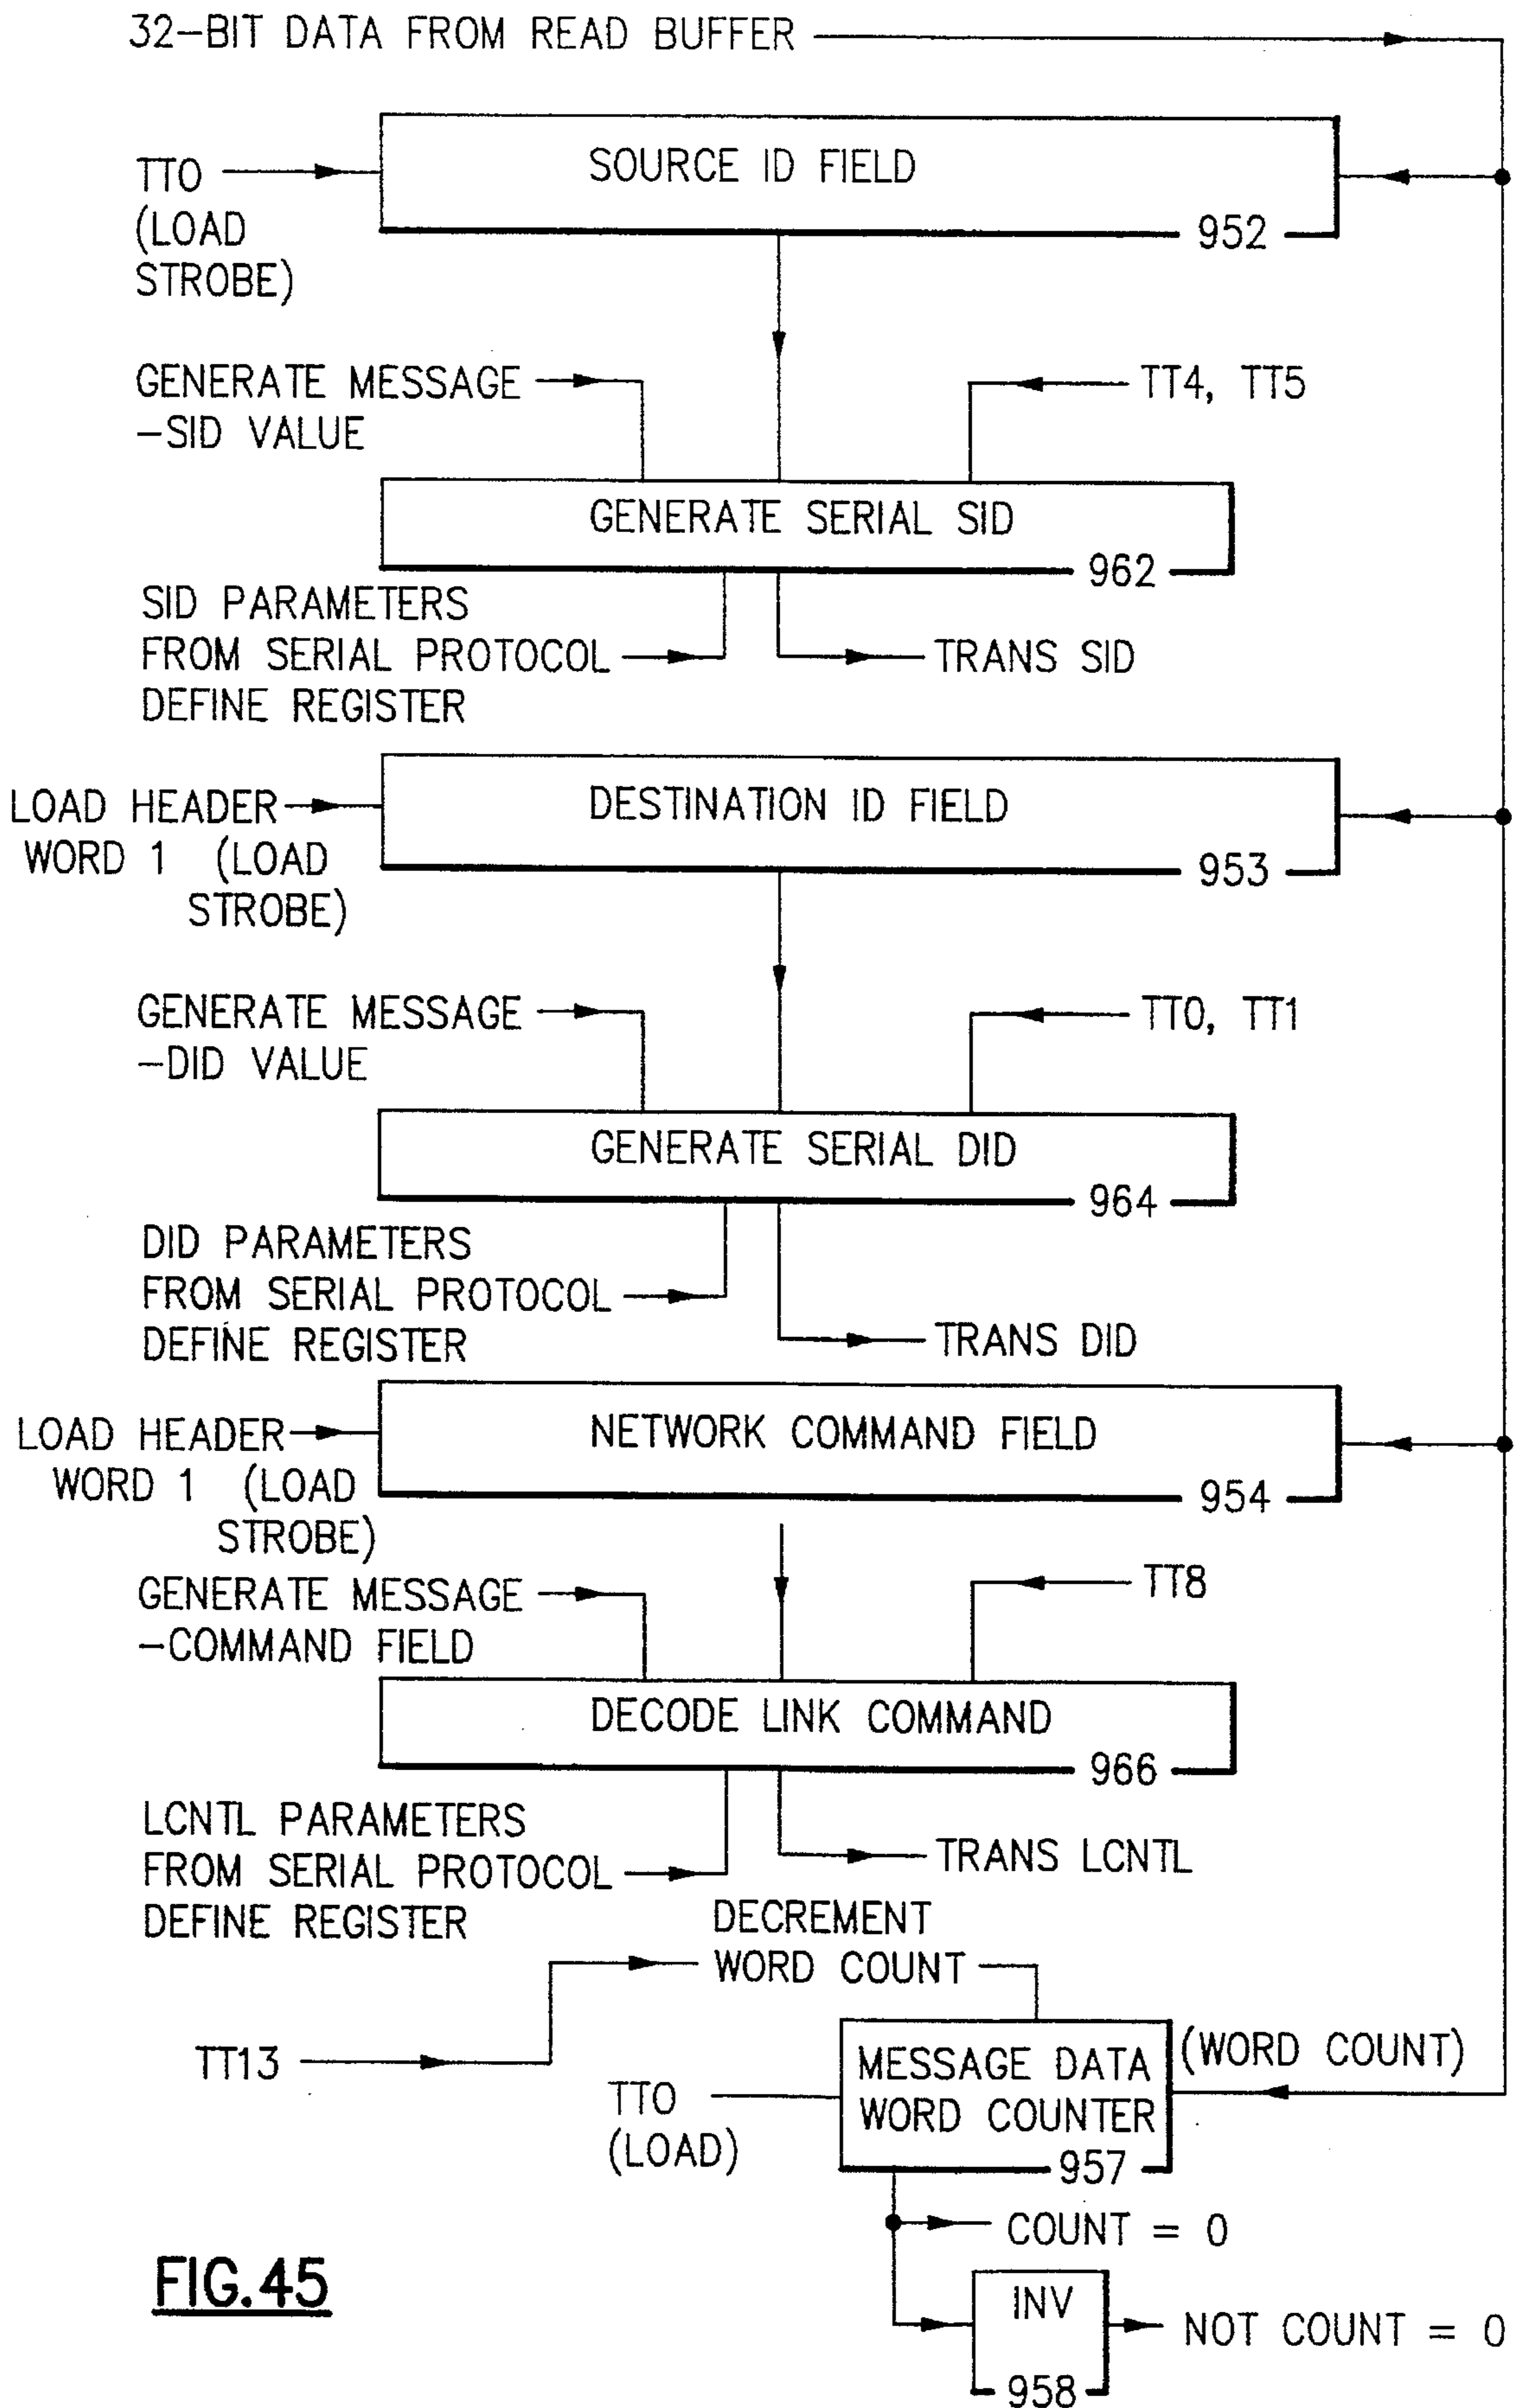 32-BIT DATA FROM READ BUFFER
SOURCE ID FIELD
952
TT0
(LOAD
STROBE)
GENERATE MESSAGE
-SID VALUE
TT4, TT5
GENERATE SERIAL SID
962
SID PARAMETERS
FROM SERIAL PROTOCOL
DEFINE REGISTER
TRANS SID
LOAD HEADER
WORD 1 (LOAD
STROBE)
DESTINATION ID FIELD
953
GENERATE MESSAGE
-DID VALUE
TT0, TT1
GENERATE SERIAL DID
964
DID PARAMETERS
FROM SERIAL PROTOCOL
DEFINE REGISTER
TRANS DID
LOAD HEADER
WORD 1 (LOAD
STROBE)
NETWORK COMMAND FIELD
954
GENERATE MESSAGE
-COMMAND FIELD
TT8
DECODE LINK COMMAND
966
LCNTL PARAMETERS
FROM SERIAL PROTOCOL
DEFINE REGISTER
TRANS LCNTL
DECREMENT
WORD COUNT
TT13
TT0
(LOAD)
MESSAGE DATA
WORD COUNTER
957
(WORD COUNT)
COUNT = 0
INV
958
NOT COUNT = 0
FIG.45